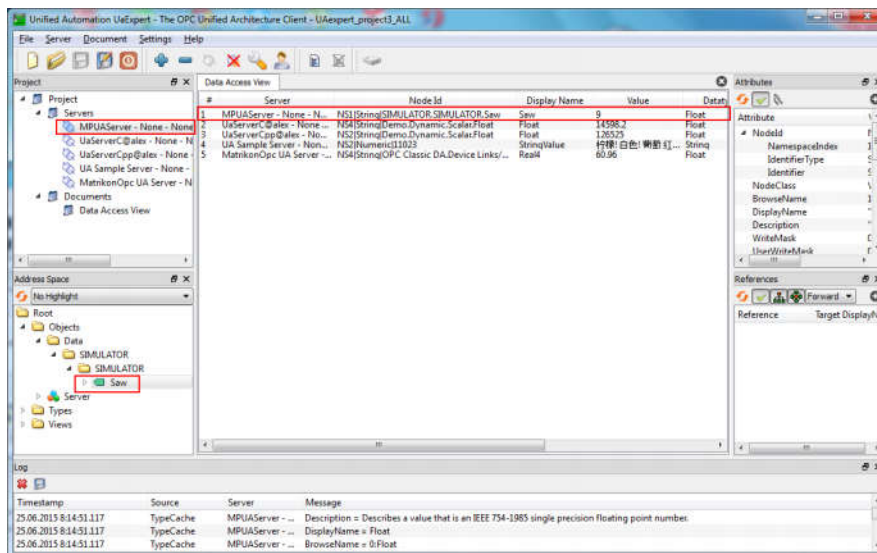 Unified Automation UaExpert - The OPC Unified Architecture Client - UAexpert_project3_ALL
File Server Document Settings Help
Project
Project
Servers
MPUAServer - None - None
UaServerC@alex - None - N
UaServerCpp@alex - None -
UA Sample Server - None -
MatrikonOpc UA Server - N
Documents
Data Access View
Address Space
No Highlight
Root
Objects
Data
SIMULATOR
SIMULATOR
Saw
Server
Types
Views
Data Access View
# Server Node Id Display Name Value Dataty
1 MPUAServer - None - N... NS1|String|SIMULATOR.SIMULATOR.Saw Saw 9 Float
2 UaServerC@alex - None ... NS4|String|Demo.Dynamic.Scalar.Float Float 14598.2 Float
3 UaServerCpp@alex - No... NS2|String|Demo.Dynamic.Scalar.Float Float 126525 Float
4 UA Sample Server - Non... NS2|Numeric|11023 StringValue 柠檬! 白色! 葡萄 红... String
5 MatrikonOpc UA Server -... NS4|String|OPC Classic DA.Device Links/... Real4 60.96 Float
Attributes
Attribute
NodeId
NamespaceIndex
IdentifierType
Identifier
NodeClass
BrowseName
DisplayName
Description
WriteMask
UserWriteMask
References
Forward
Reference Target DisplayN
Log
Timestamp Source Server Message
25.06.2015 8:14:51.117 TypeCache MPUAServer - ... Description = Describes a value that is an IEEE 754-1985 single precision floating point number.
25.06.2015 8:14:51.117 TypeCache MPUAServer - ... DisplayName = Float
25.06.2015 8:14:51.117 TypeCache MPUAServer - ... BrowseName = 0:Float